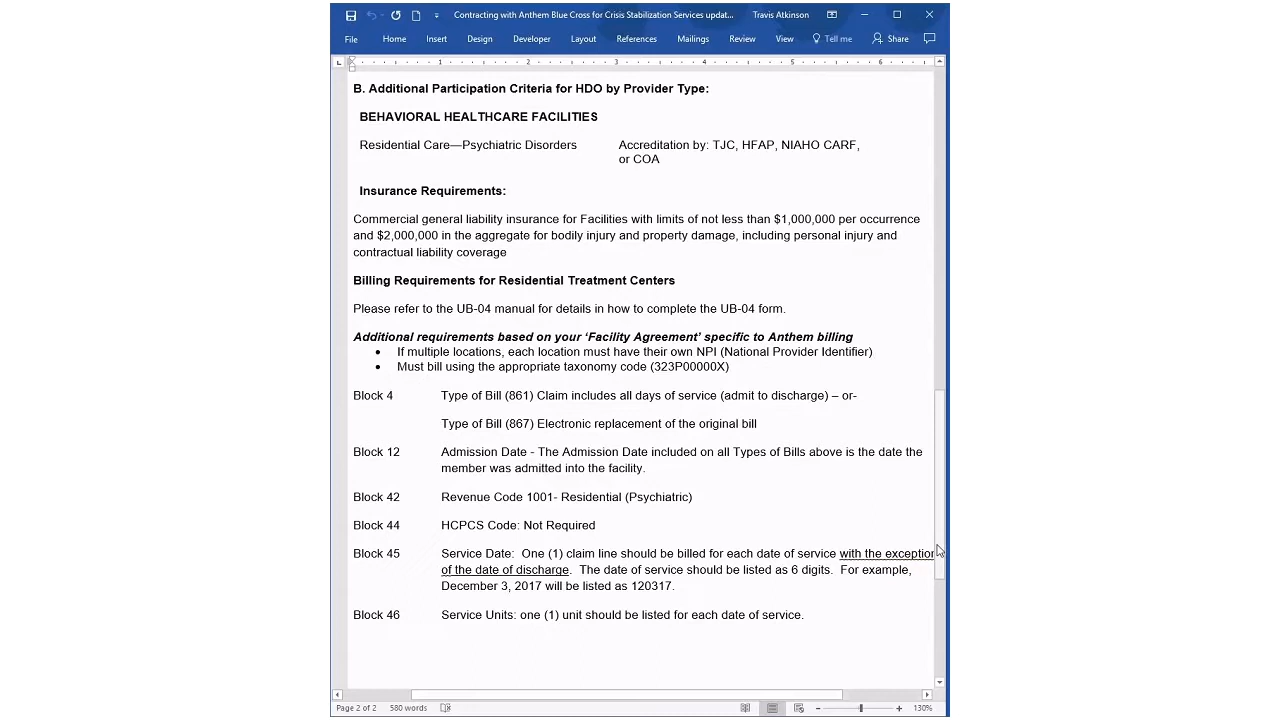 Contracting with Anthem Blue Cross for Crisis Stabilization Services updat... Travis Atkinson
File Home Insert Design Developer Layout References Mailings Review View Tell me Share
1 2 3 4 5 6
B. Additional Participation Criteria for HDO by Provider Type:
BEHAVIORAL HEALTHCARE FACILITIES
Residential Care—Psychiatric Disorders Accreditation by: TJC, HFAP, NIAHO CARF,
or COA
Insurance Requirements:
Commercial general liability insurance for Facilities with limits of not less than $1,000,000 per occurrence
and $2,000,000 in the aggregate for bodily injury and property damage, including personal injury and
contractual liability coverage
Billing Requirements for Residential Treatment Centers
Please refer to the UB-04 manual for details in how to complete the UB-04 form.
Additional requirements based on your ‘Facility Agreement’ specific to Anthem billing
• If multiple locations, each location must have their own NPI (National Provider Identifier)
• Must bill using the appropriate taxonomy code (323P00000X)
Block 4 Type of Bill (861) Claim includes all days of service (admit to discharge) – or-
Type of Bill (867) Electronic replacement of the original bill
Block 12 Admission Date - The Admission Date included on all Types of Bills above is the date the
member was admitted into the facility.
Block 42 Revenue Code 1001- Residential (Psychiatric)
Block 44 HCPCS Code: Not Required
Block 45 Service Date: One (1) claim line should be billed for each date of service with the exception
of the date of discharge. The date of service should be listed as 6 digits. For example,
December 3, 2017 will be listed as 120317.
Block 46 Service Units: one (1) unit should be listed for each date of service.
Page 2 of 2 580 words 130%